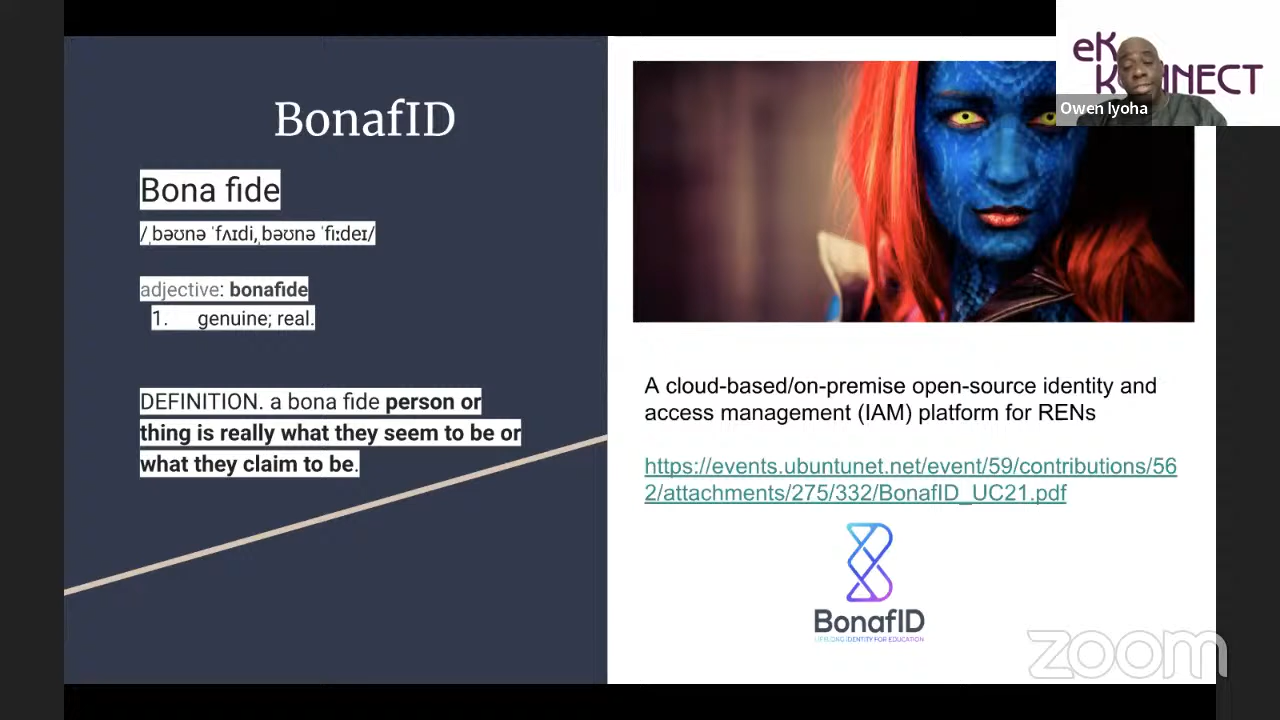 BonafID
Bona fide
/ˌbəʊnə ˈfʌɪdi,ˌbəʊnə ˈfiːdeɪ/
adjective: bonafide
1. genuine; real.
DEFINITION. a bona fide person or
thing is really what they seem to be or
what they claim to be.
Owen Iyoha
A cloud-based/on-premise open-source identity and
access management (IAM) platform for RENs
https://events.ubuntunet.net/event/59/contributions/56
2/attachments/275/332/BonafID_UC21.pdf
BonafID
IDENTITY FOR EDUCATION
zoom